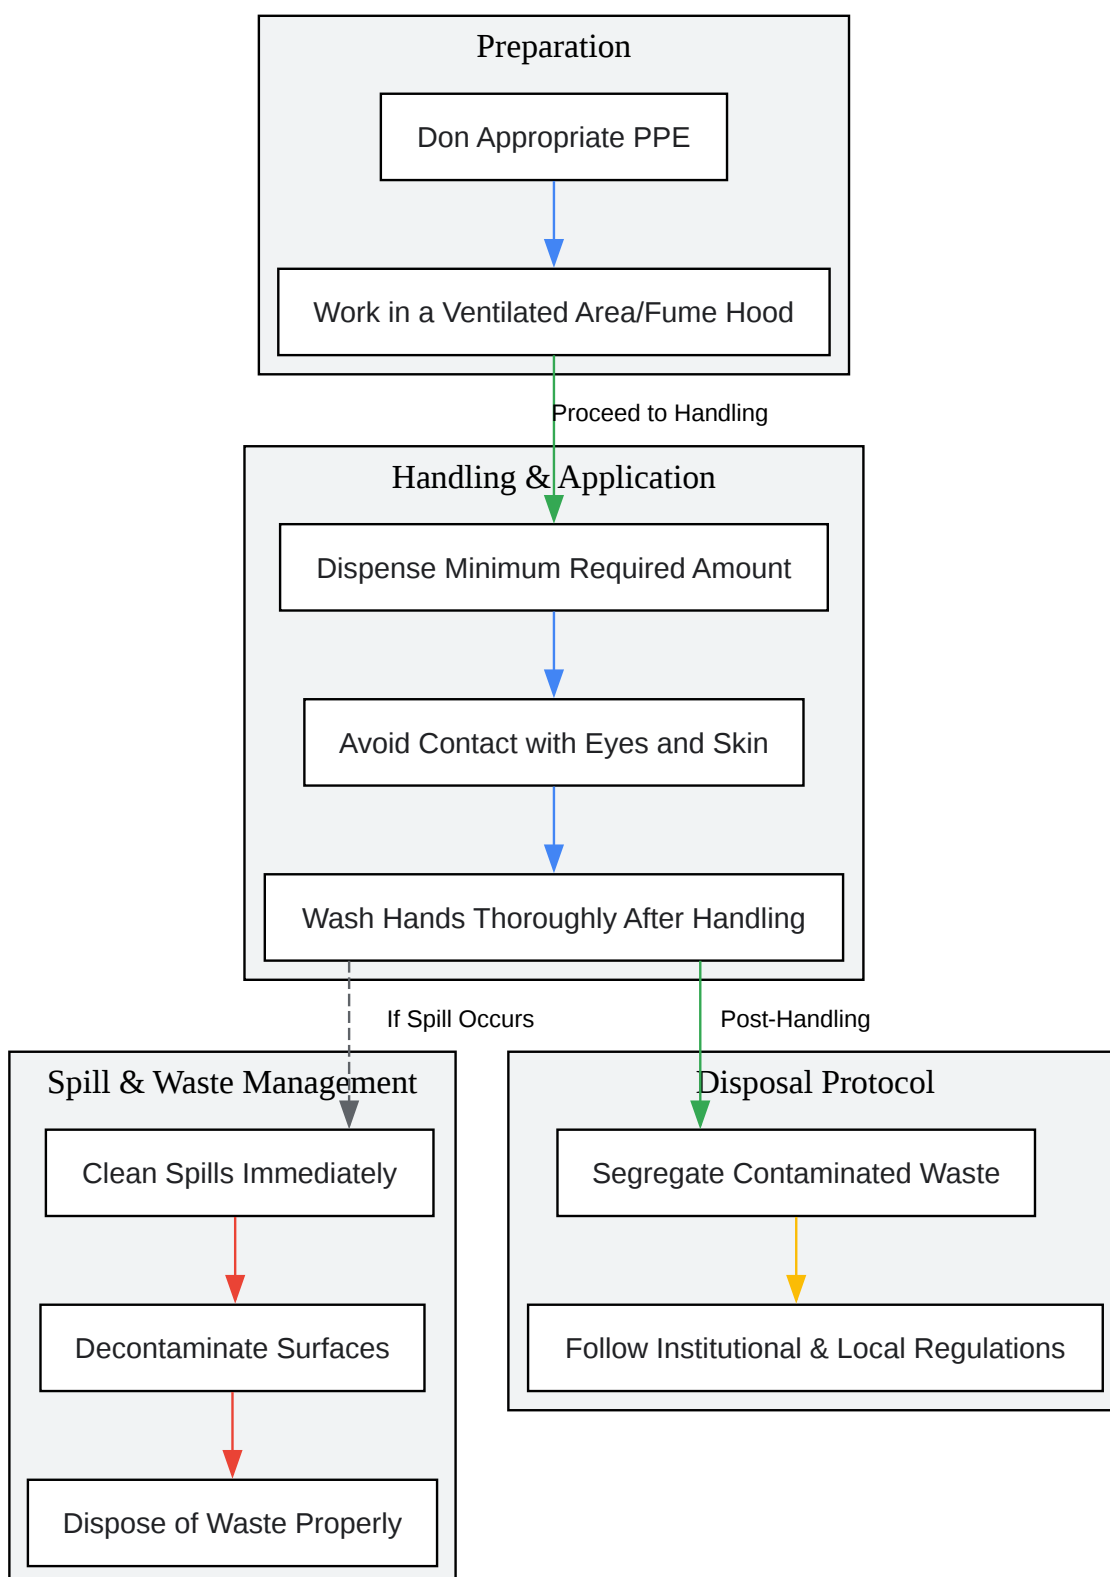 Preparation
Don Appropriate PPE
Work in a Ventilated Area/Fume Hood
Proceed to Handling
Handling & Application
Dispense Minimum Required Amount
Avoid Contact with Eyes and Skin
Wash Hands Thoroughly After Handling
If Spill Occurs
Post-Handling
Spill & Waste Management
Clean Spills Immediately
Decontaminate Surfaces
Dispose of Waste Properly
Disposal Protocol
Segregate Contaminated Waste
Follow Institutional & Local Regulations